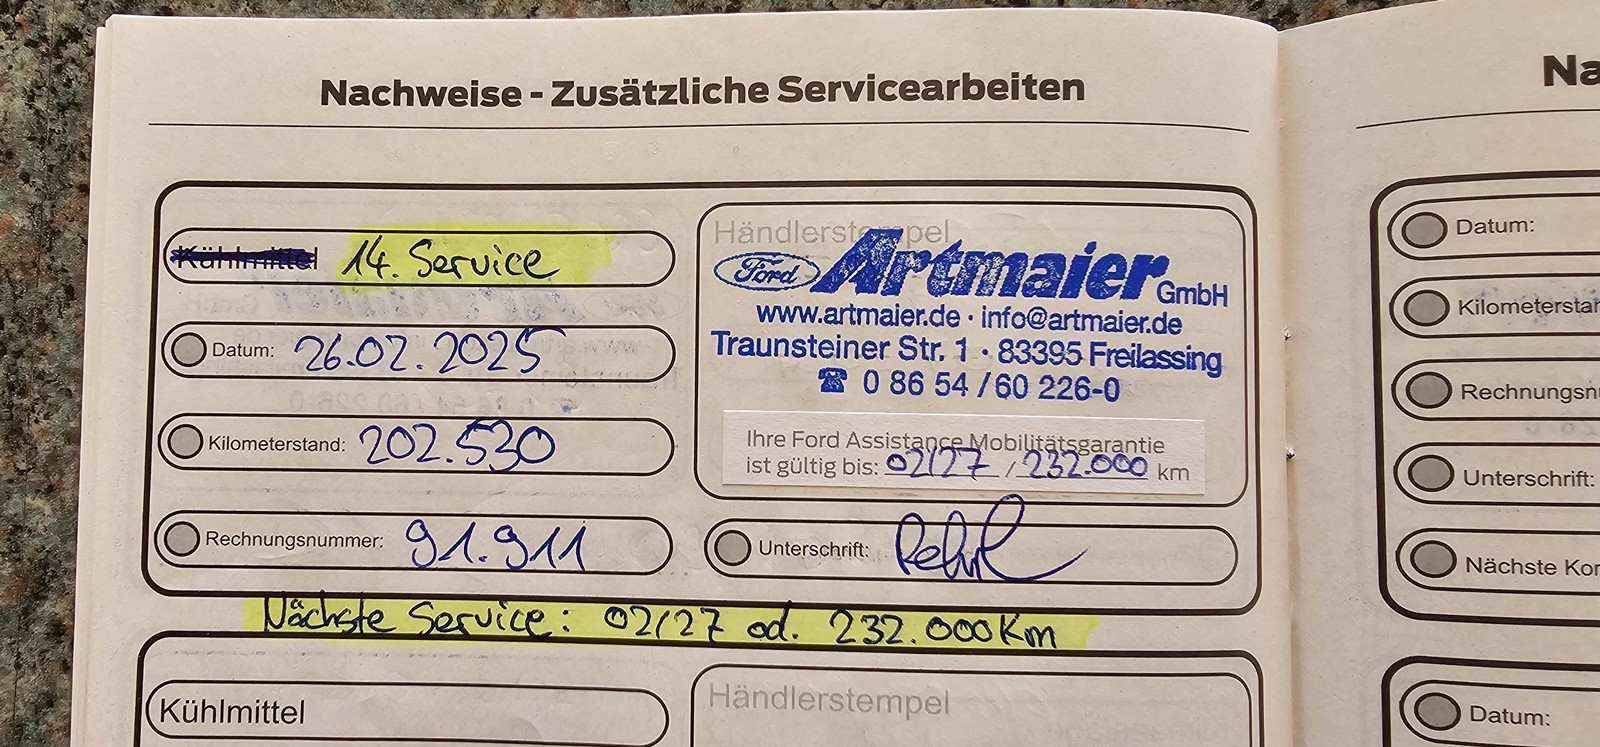 Nachweise - Zusätzliche Servicearbeiten
Kühlmittel 14. Service
Datum: 26.02.2025
Kilometerstand: 202.530
Rechnungsnummer: 91.911
Händlerstempel
Ford Artmaier GmbH
www.artmaier.de · info@artmaier.de
Traunsteiner Str. 1 · 83395 Freilassing
☎ 0 86 54 / 60 226-0
Ihre Ford Assistance Mobilitätsgarantie
ist gültig bis: 02/27 / 232.000 km
Unterschrift:
Nächste Service: 02/27 od. 232.000 Km
Kühlmittel
Händlerstempel
Na
Datum:
Kilometerstan
Rechnungsn
Unterschrift:
Nächste Kor
Datum: